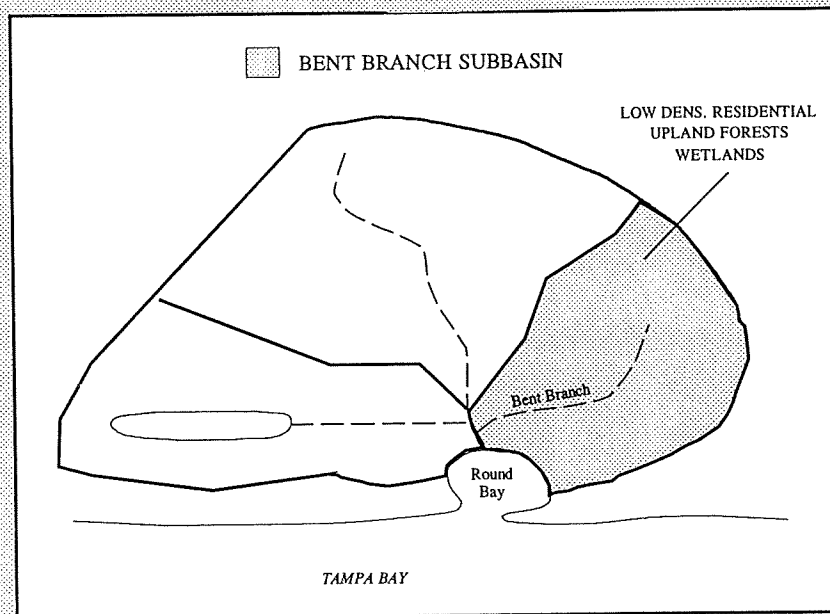 BENT BRANCH SUBBASIN
LOW DENS. RESIDENTIAL
UPLAND FORESTS
WETLANDS
Bent Branch
Round
Bay
TAMPA BAY